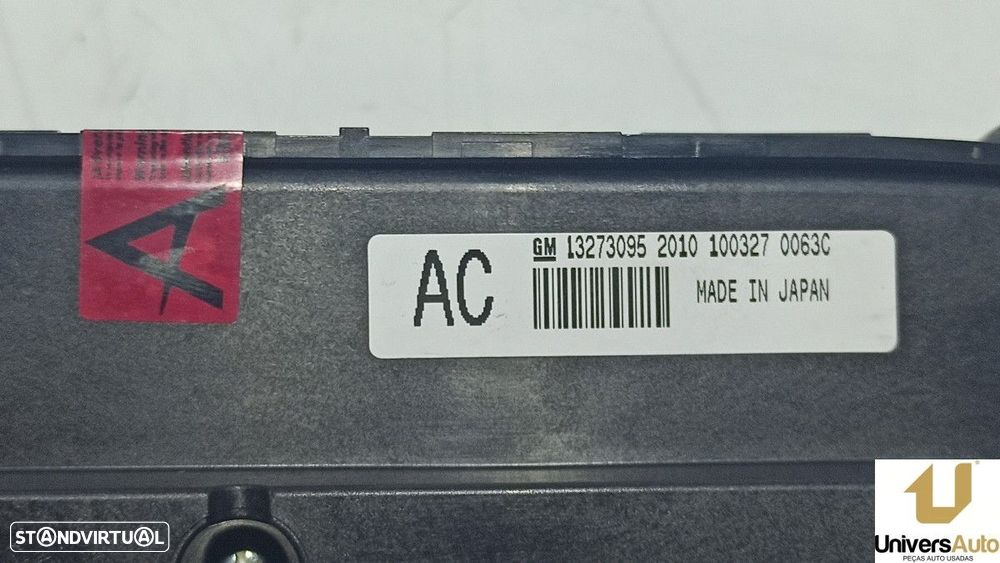 A
AC
GM 13273095 2010 100327 0063C
MADE IN JAPAN
STANDVIRTUAL
UniversAuto
PEÇAS AUTO USADAS